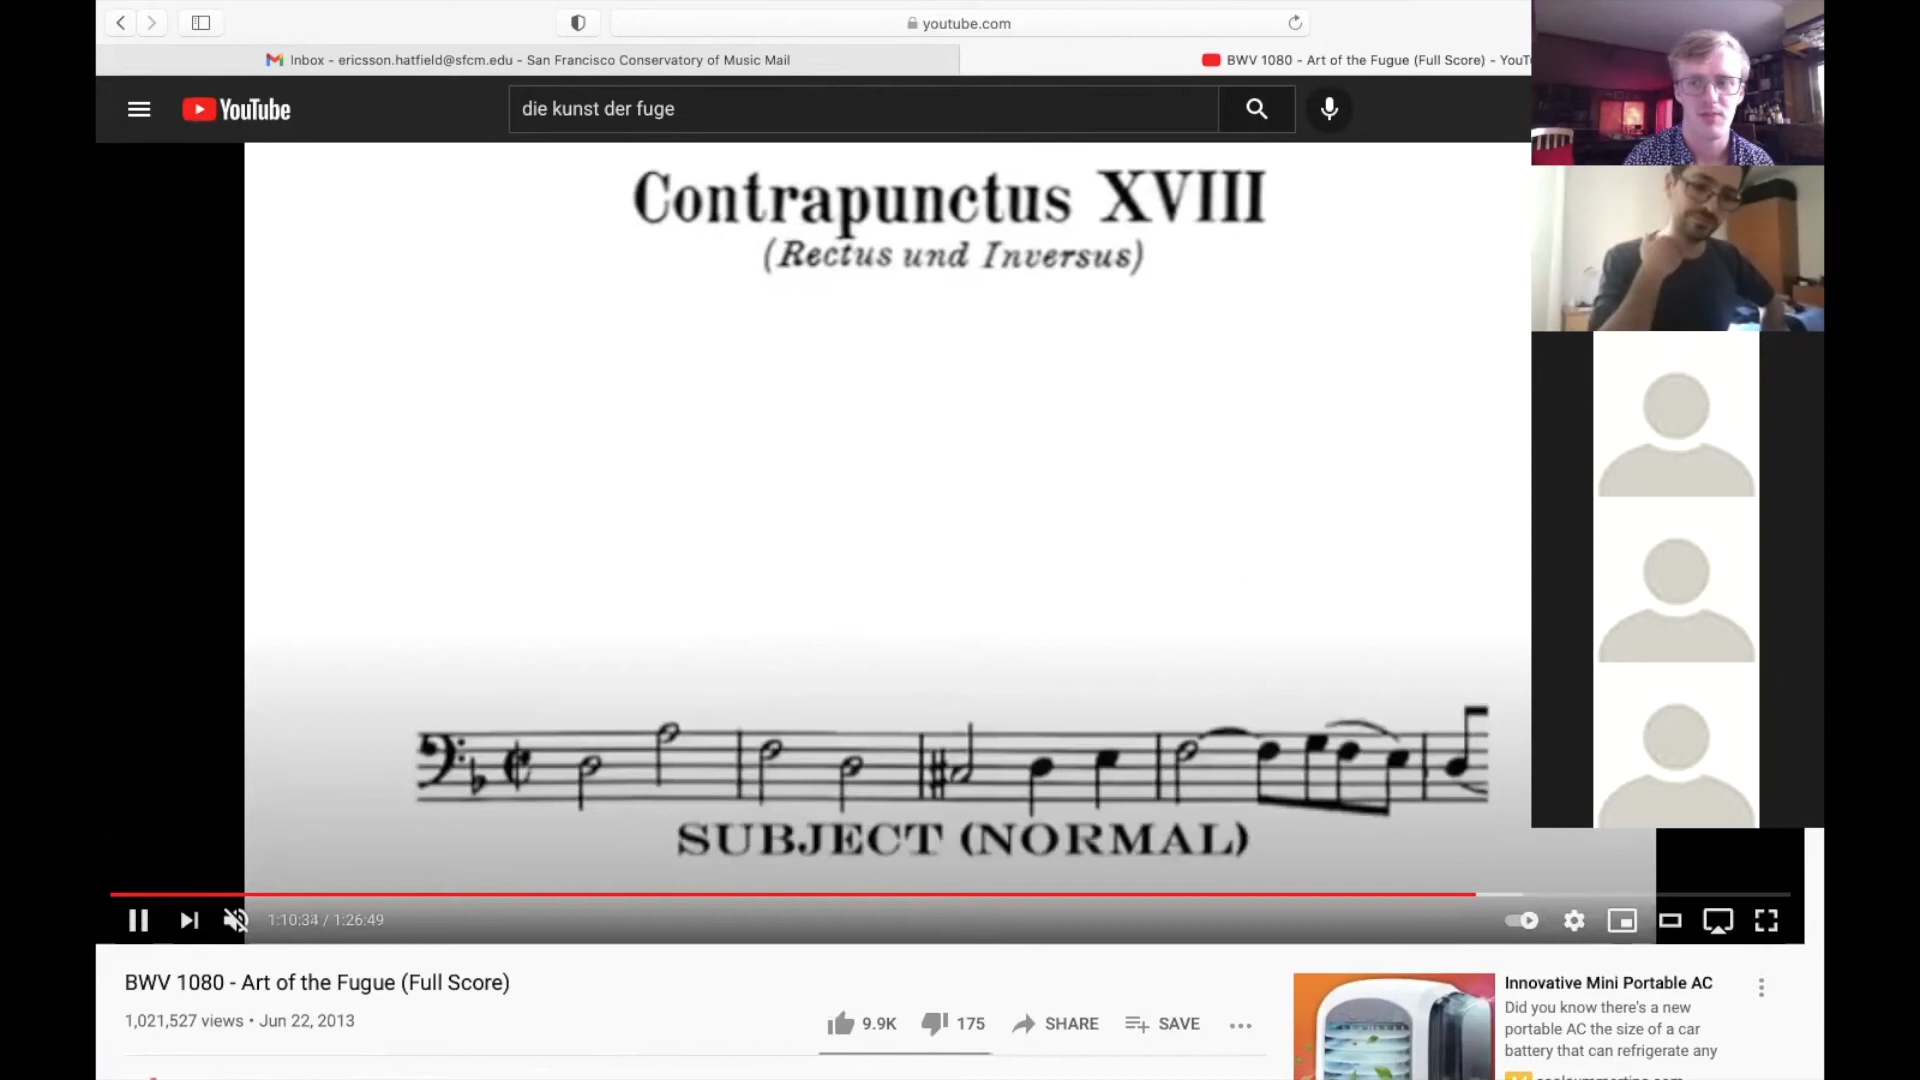 youtube.com
Inbox - ericsson.hatfield@sfcm.edu - San Francisco Conservatory of Music Mail
BWV 1080 - Art of the Fugue (Full Score) -
YouTube
die kunst der fuge
Contrapunctus XVIII
(Rectus und Inversus)
SUBJECT (NORMAL)
1:10:34 / 1:26:49
BWV 1080 - Art of the Fugue (Full Score)
1,021,527 views • Jun 22, 2013
9.9K
175
SHARE
SAVE
Innovative Mini Portable AC
Did you know there's a new
portable AC the size of a car
battery that can refrigerate any